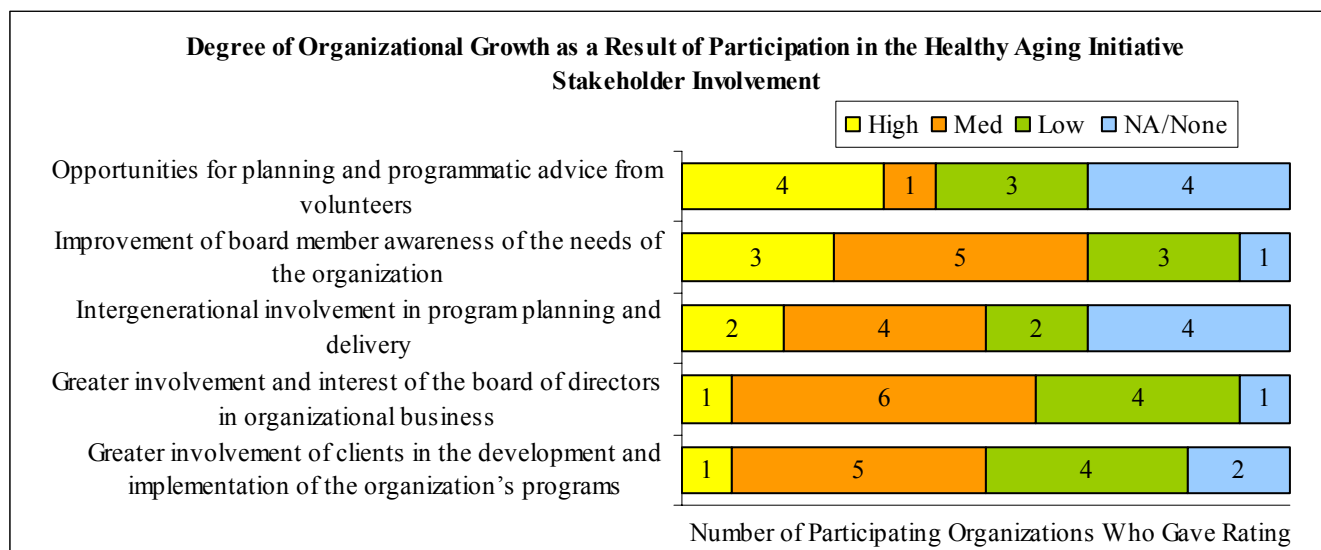 Degree of Organizational Growth as a Result of Participation in the Healthy Aging Initiative
Stakeholder Involvement
High Med Low NA/None
Opportunities for planning and programmatic advice from
volunteers
4 1 3 4
Improvement of board member awareness of the needs of
the organization
3 5 3 1
Intergenerational involvement in program planning and
delivery
2 4 2 4
Greater involvement and interest of the board of directors
in organizational business
1 6 4 1
Greater involvement of clients in the development and
implementation of the organization’s programs
1 5 4 2
Number of Participating Organizations Who Gave Rating